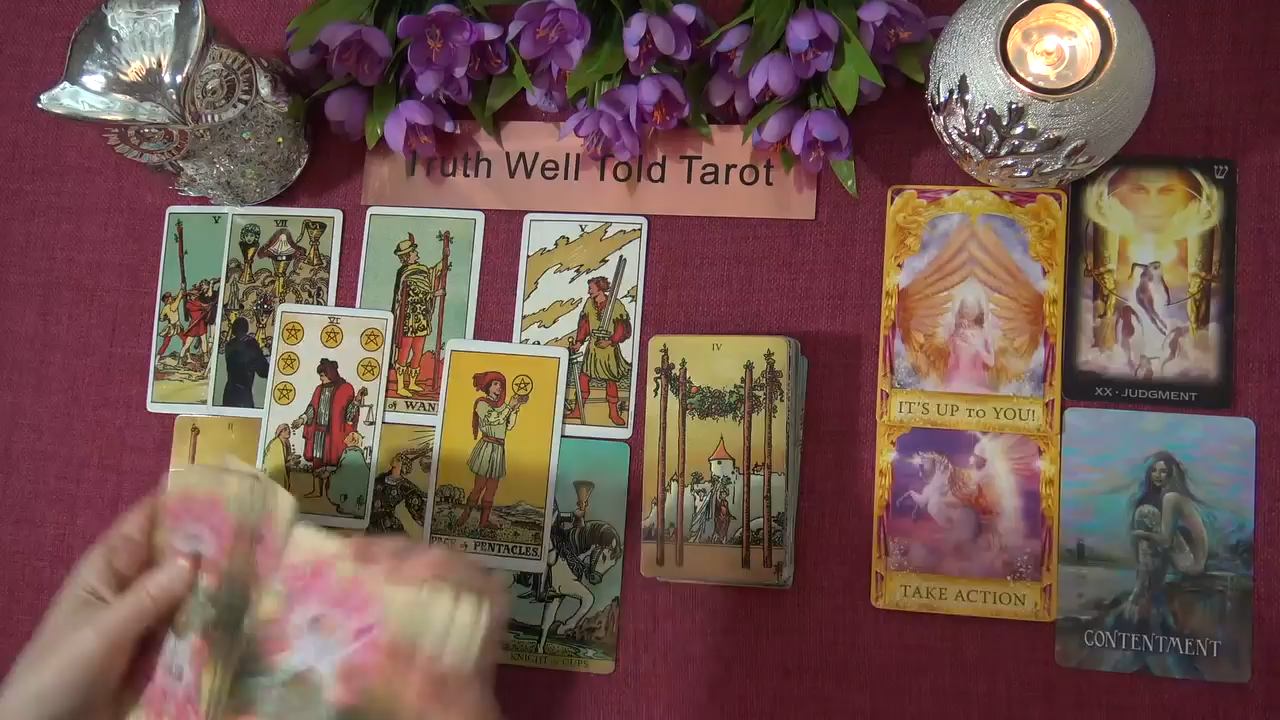 Truth Well Told Tarot
V
VII
of WAN
V
ש
XX · JUDGMENT
IT'S UP to YOU!
TAKE ACTION
VI
II
PAGE of PENTACLES.
KNIGHT of CUPS
IV
CONTENTMENT